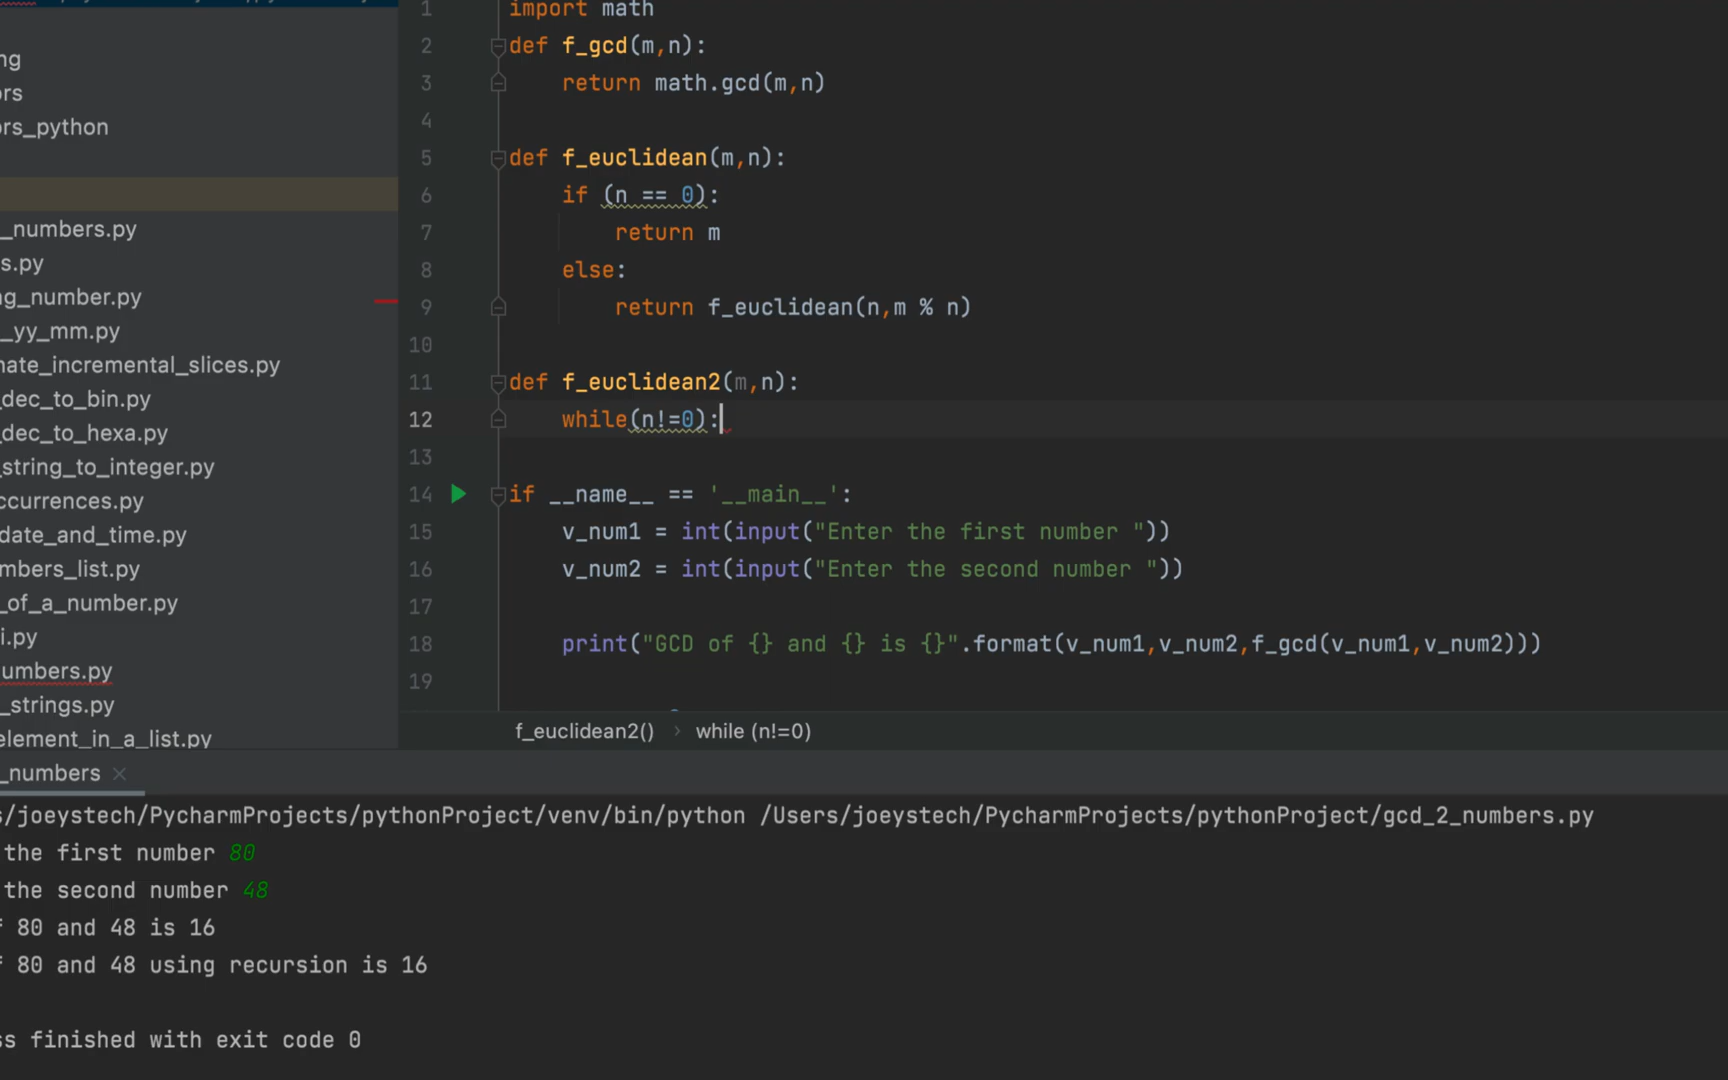 ng
ors
ors_python
_numbers.py
s.py
ng_number.py
_yy_mm.py
nate_incremental_slices.py
_dec_to_bin.py
_dec_to_hexa.py
_string_to_integer.py
ccurrences.py
date_and_time.py
mbers_list.py
_of_a_number.py
i.py
umbers.py
_strings.py
element_in_a_list.py
1 import math
2 def f_gcd(m,n):
3 return math.gcd(m,n)
4
5 def f_euclidean(m,n):
6 if (n == 0):
7 return m
8 else:
9 return f_euclidean(n,m % n)
10
11 def f_euclidean2(m,n):
12 while(n!=0):
13
14 if __name__ == '__main__':
15 v_num1 = int(input("Enter the first number "))
16 v_num2 = int(input("Enter the second number "))
17
18 print("GCD of {} and {} is {}".format(v_num1,v_num2,f_gcd(v_num1,v_num2)))
19
f_euclidean2() › while (n!=0)
_numbers ×
s/joeystech/PycharmProjects/pythonProject/venv/bin/python /Users/joeystech/PycharmProjects/pythonProject/gcd_2_numbers.py
the first number 80
the second number 48
f 80 and 48 is 16
f 80 and 48 using recursion is 16
ss finished with exit code 0